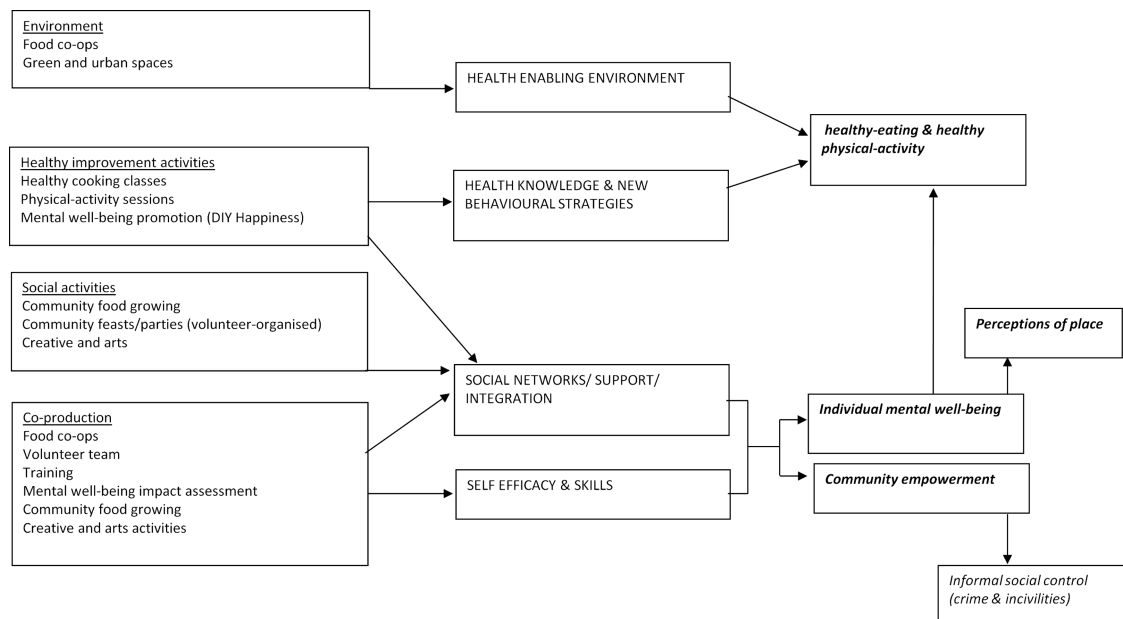 Environment
Food co-ops
Green and urban spaces
HEALTH ENABLING ENVIRONMENT
healthy-eating & healthy
physical-activity
Healthy improvement activities
Healthy cooking classes
Physical-activity sessions
Mental well-being promotion (DIY Happiness)
HEALTH KNOWLEDGE & NEW
BEHAVIOURAL STRATEGIES
Social activities
Community food growing
Community feasts/parties (volunteer-organised)
Creative and arts
Perceptions of place
SOCIAL NETWORKS/ SUPPORT/
INTEGRATION
Individual mental well-being
Co-production
Food co-ops
Volunteer team
Training
Mental well-being impact assessment
Community food growing
Creative and arts activities
SELF EFFICACY & SKILLS
Community empowerment
Informal social control
(crime & incivilities)